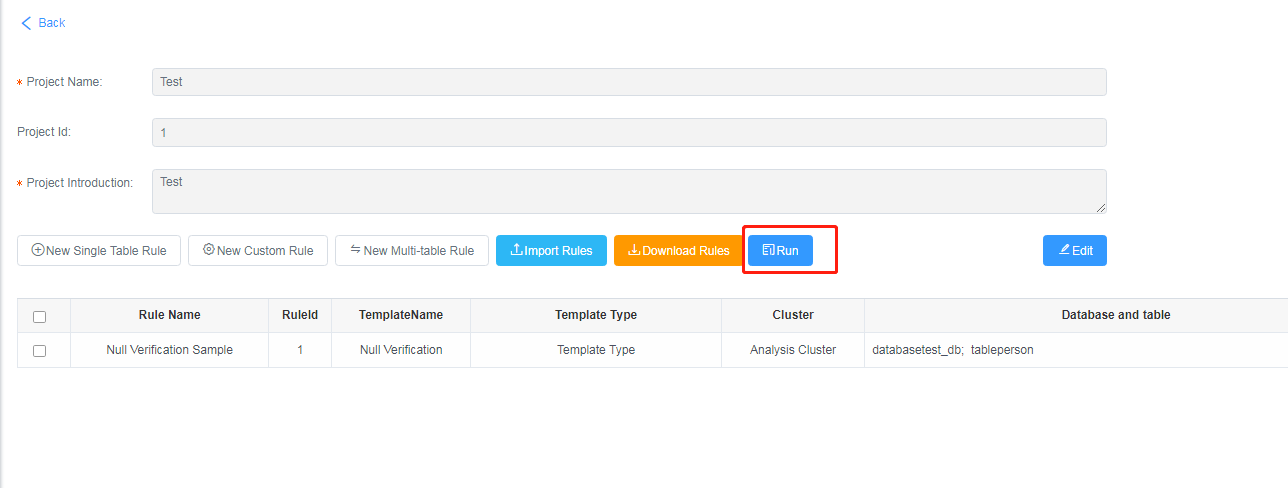 Back
* Project Name: Test
Project Id: 1
* Project Introduction: Test
New Single Table Rule New Custom Rule New Multi-table Rule Import Rules Download Rules Run Edit
Rule Name RuleId TemplateName Template Type Cluster Database and table
Null Verification Sample 1 Null Verification Template Type Analysis Cluster databasetest_db; tableperson